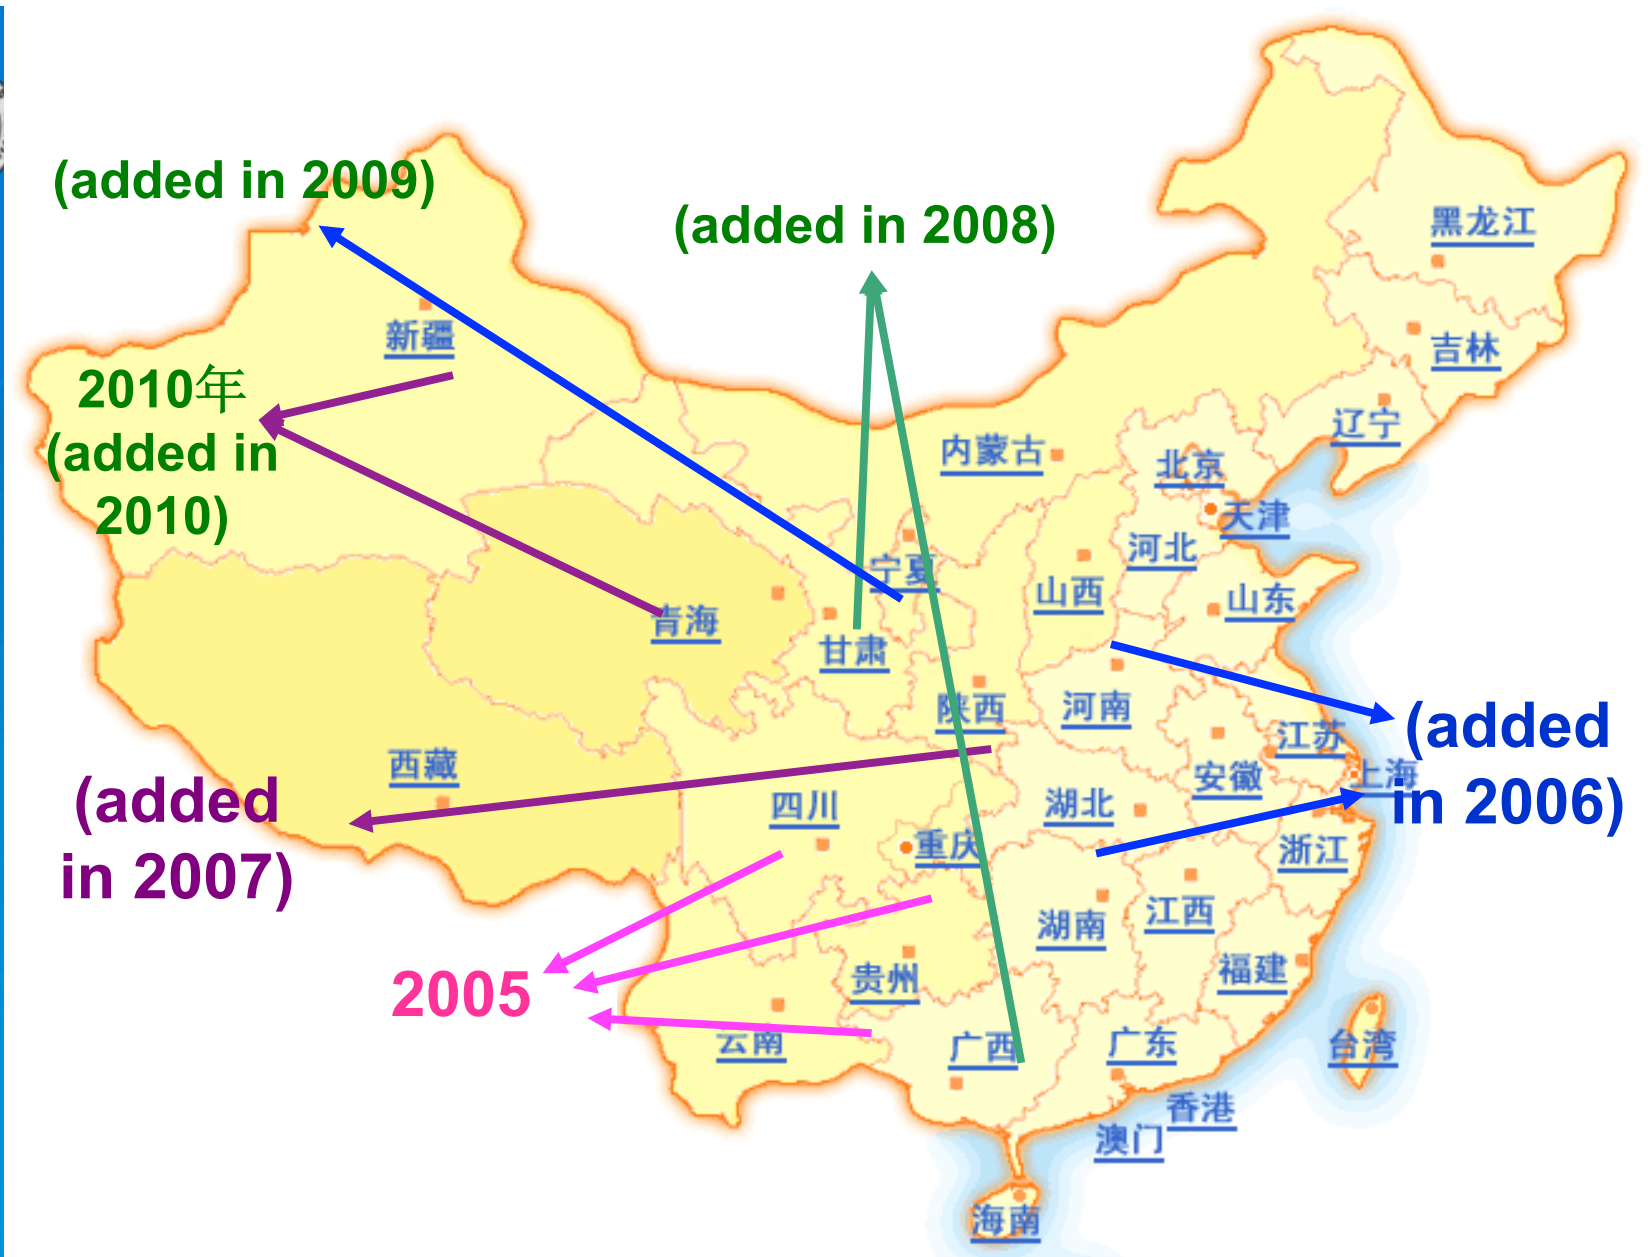 (added in 2009)
(added in 2008)
黑龙江
新疆
吉林
2010年
(added in
2010)
辽宁
内蒙古
北京
天津
河北
宁夏
山西
山东
青海
甘肃
陕西
河南
江苏
(added
in 2006)
上海
西藏
安徽
(added
in 2007)
四川
湖北
重庆
浙江
湖南
江西
2005
贵州
福建
云南
广西
广东
台湾
香港
澳门
海南